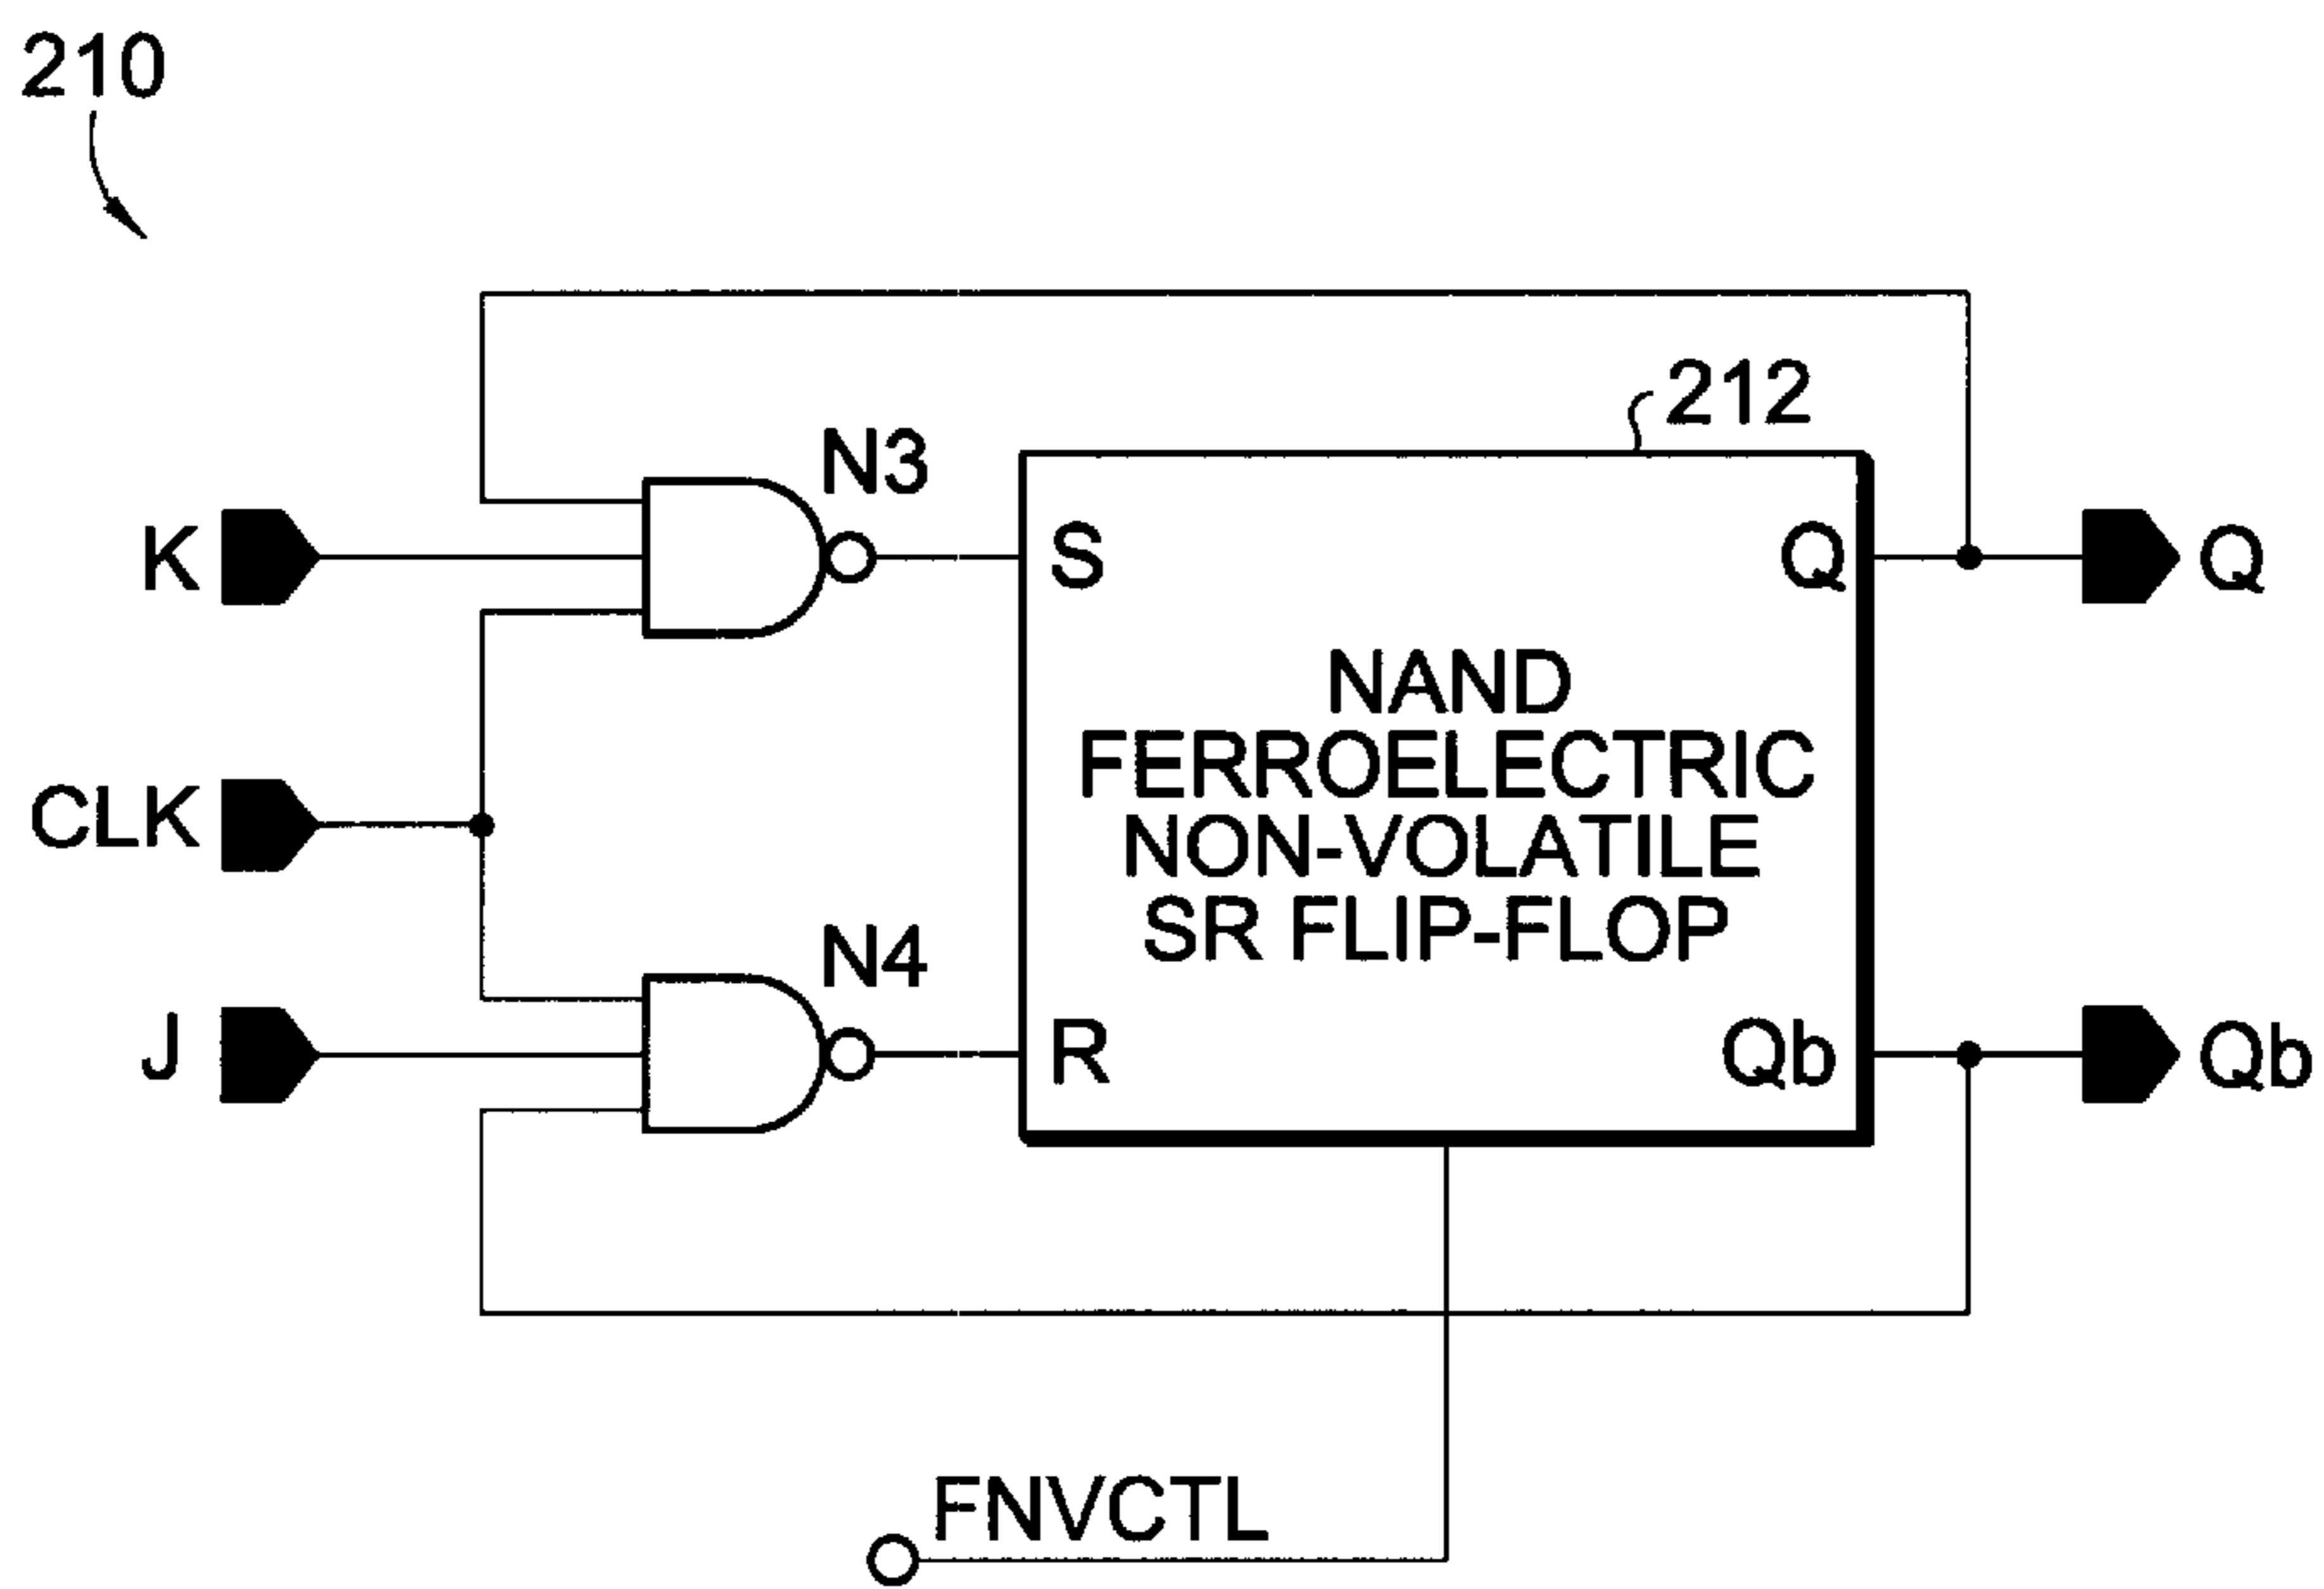 210
212
N3
K
S
Q
Q
NAND
FERROELECTRIC
NON-VOLATILE
SR FLIP-FLOP
CLK
N4
J
R
Qb
Qb
FNVCTL